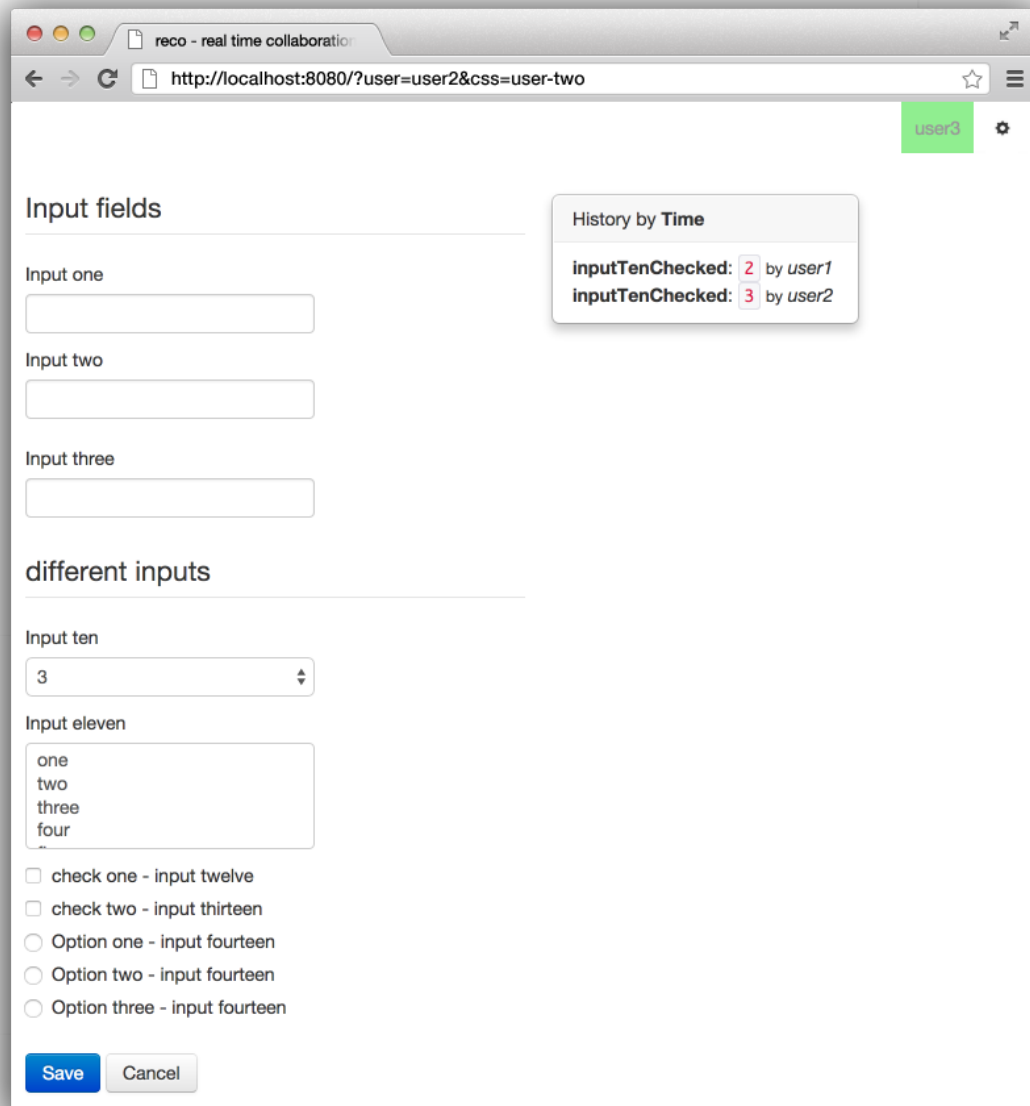 reco - real time collaboration
http://localhost:8080/?user=user2&css=user-two
user3
Input fields
Input one
Input two
Input three
different inputs
Input ten
3
Input eleven
one
two
three
four
check one - input twelve
check two - input thirteen
Option one - input fourteen
Option two - input fourteen
Option three - input fourteen
Save Cancel
History by Time
inputTenChecked: 2 by user1
inputTenChecked: 3 by user2